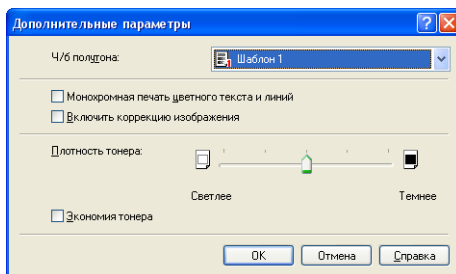 Дополнительные параметры
Ч/б полутона: Шаблон 1
Монохромная печать цветного текста и линий
Включить коррекцию изображения
Плотность тонера:
Светлее Темнее
Экономия тонера
OK Отмена Справка